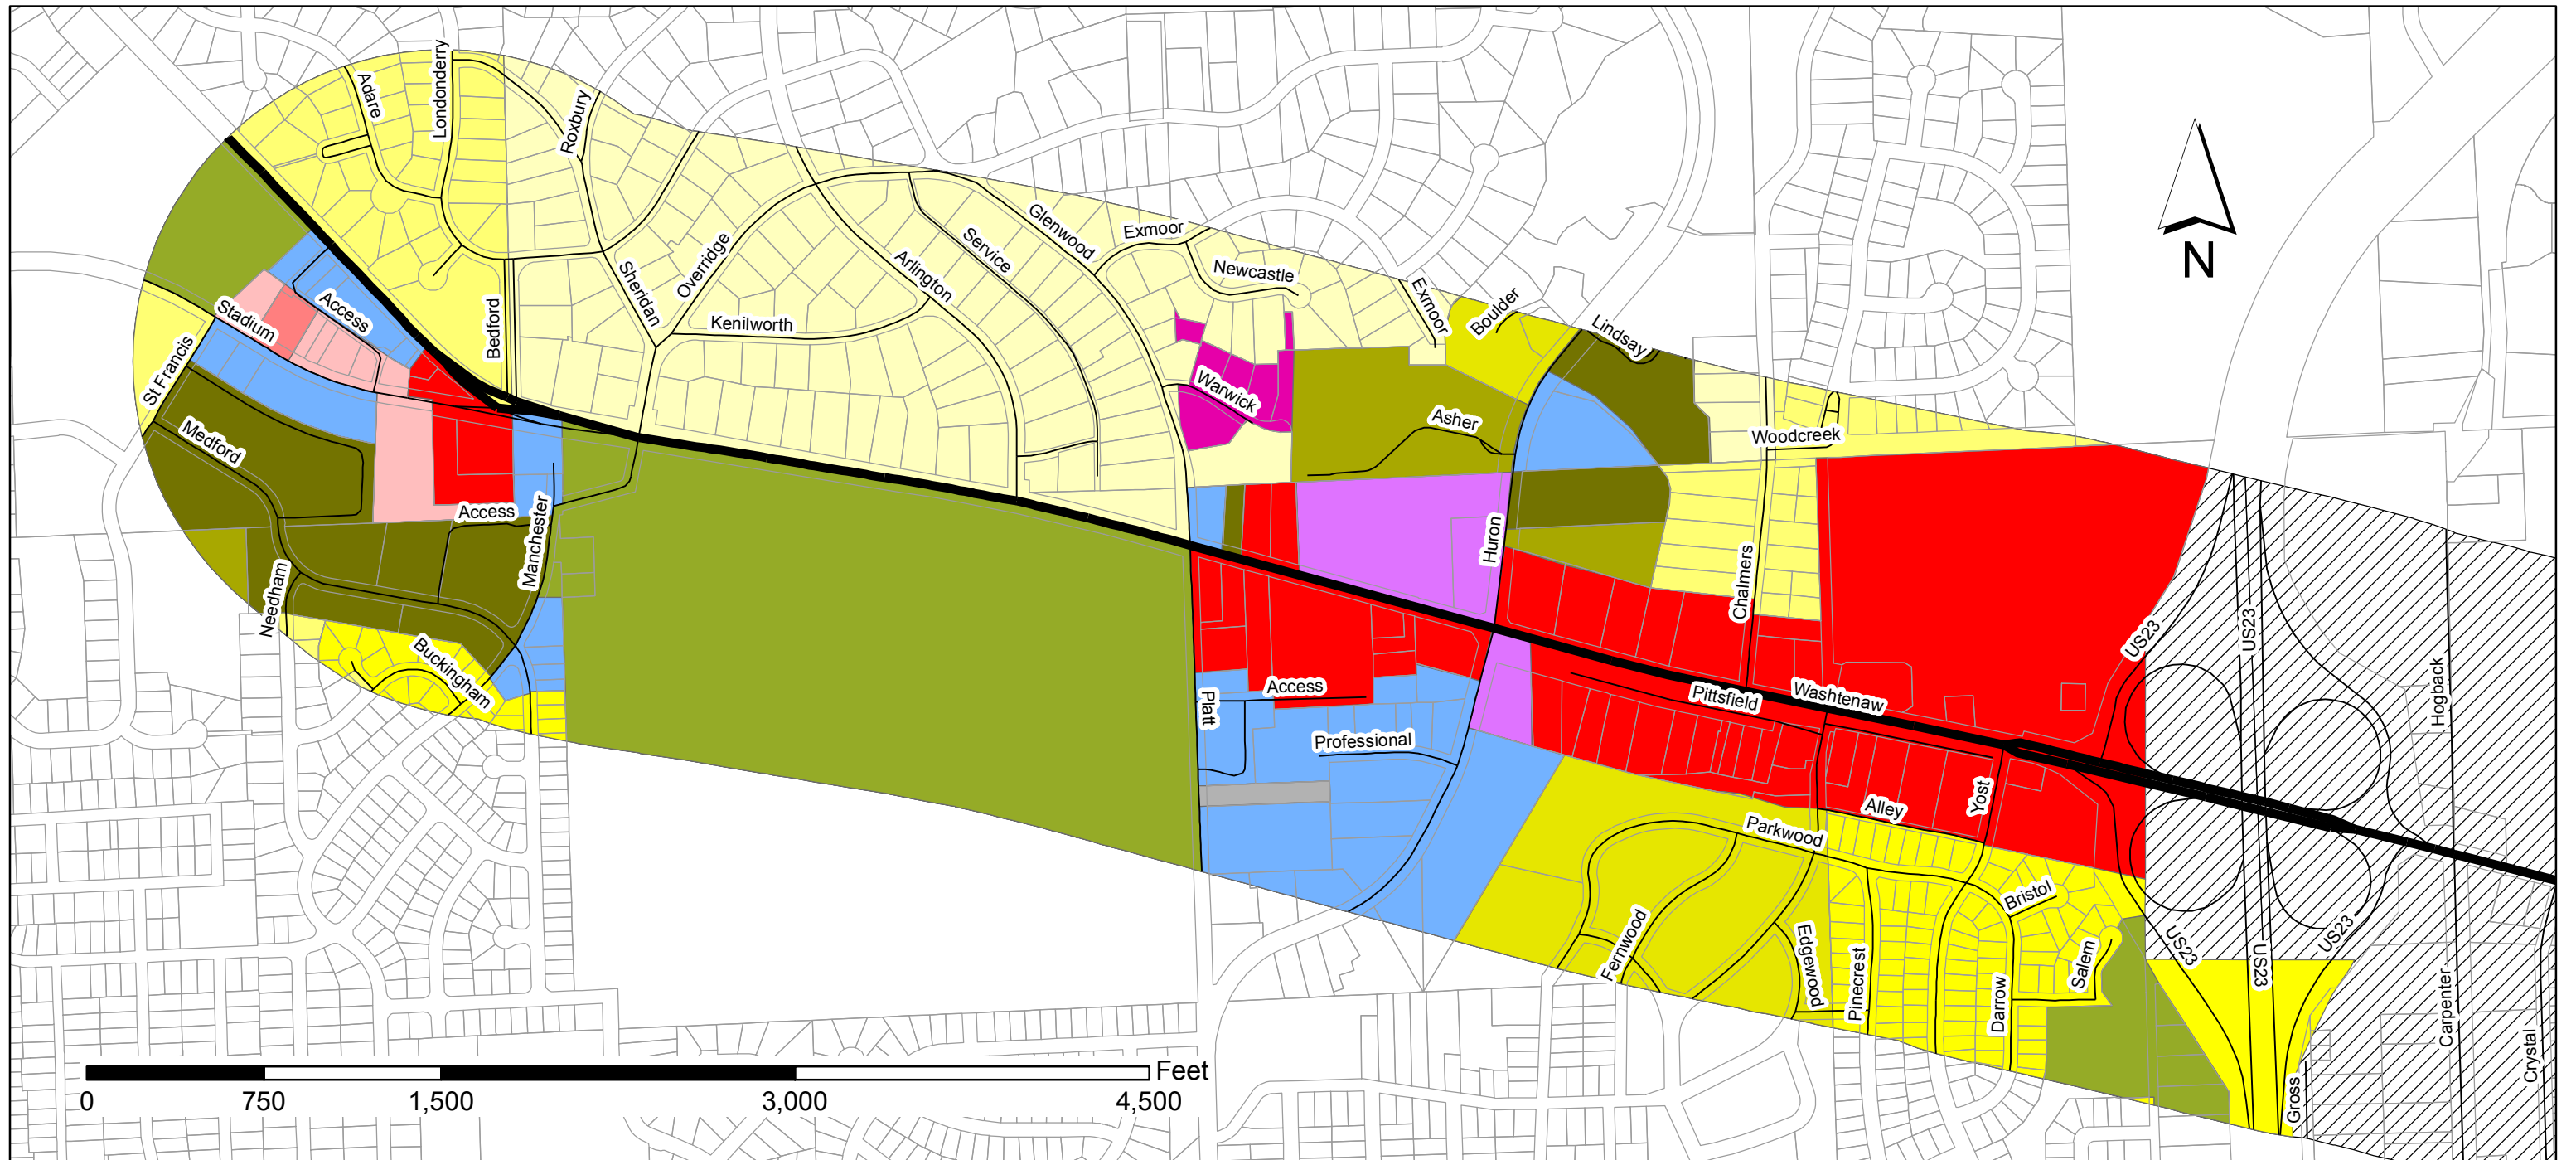 Adare
Londonderry
Roxbury
Glenwood
Exmoor
Service
Newcastle
Overridge
Sheridan
Arlington
Exmoor
Boulder
Lindsay
N
Access
Stadium
Bedford
Kenilworth
St Francis
Warwick
Asher
Woodcreek
Medford
Access
Manchester
Huron
Chalmers
Needham
Buckingham
US23
US23
Hogback
Platt
Access
Pittsfield
Washtenaw
Professional
Yost
Alley
Parkwood
Bristol
Fernwood
Edgewood
Pinecrest
Darrow
Salem
US23
US23
US23
Carpenter
Crystal
Gross
Feet
0 750 1,500 3,000 4,500